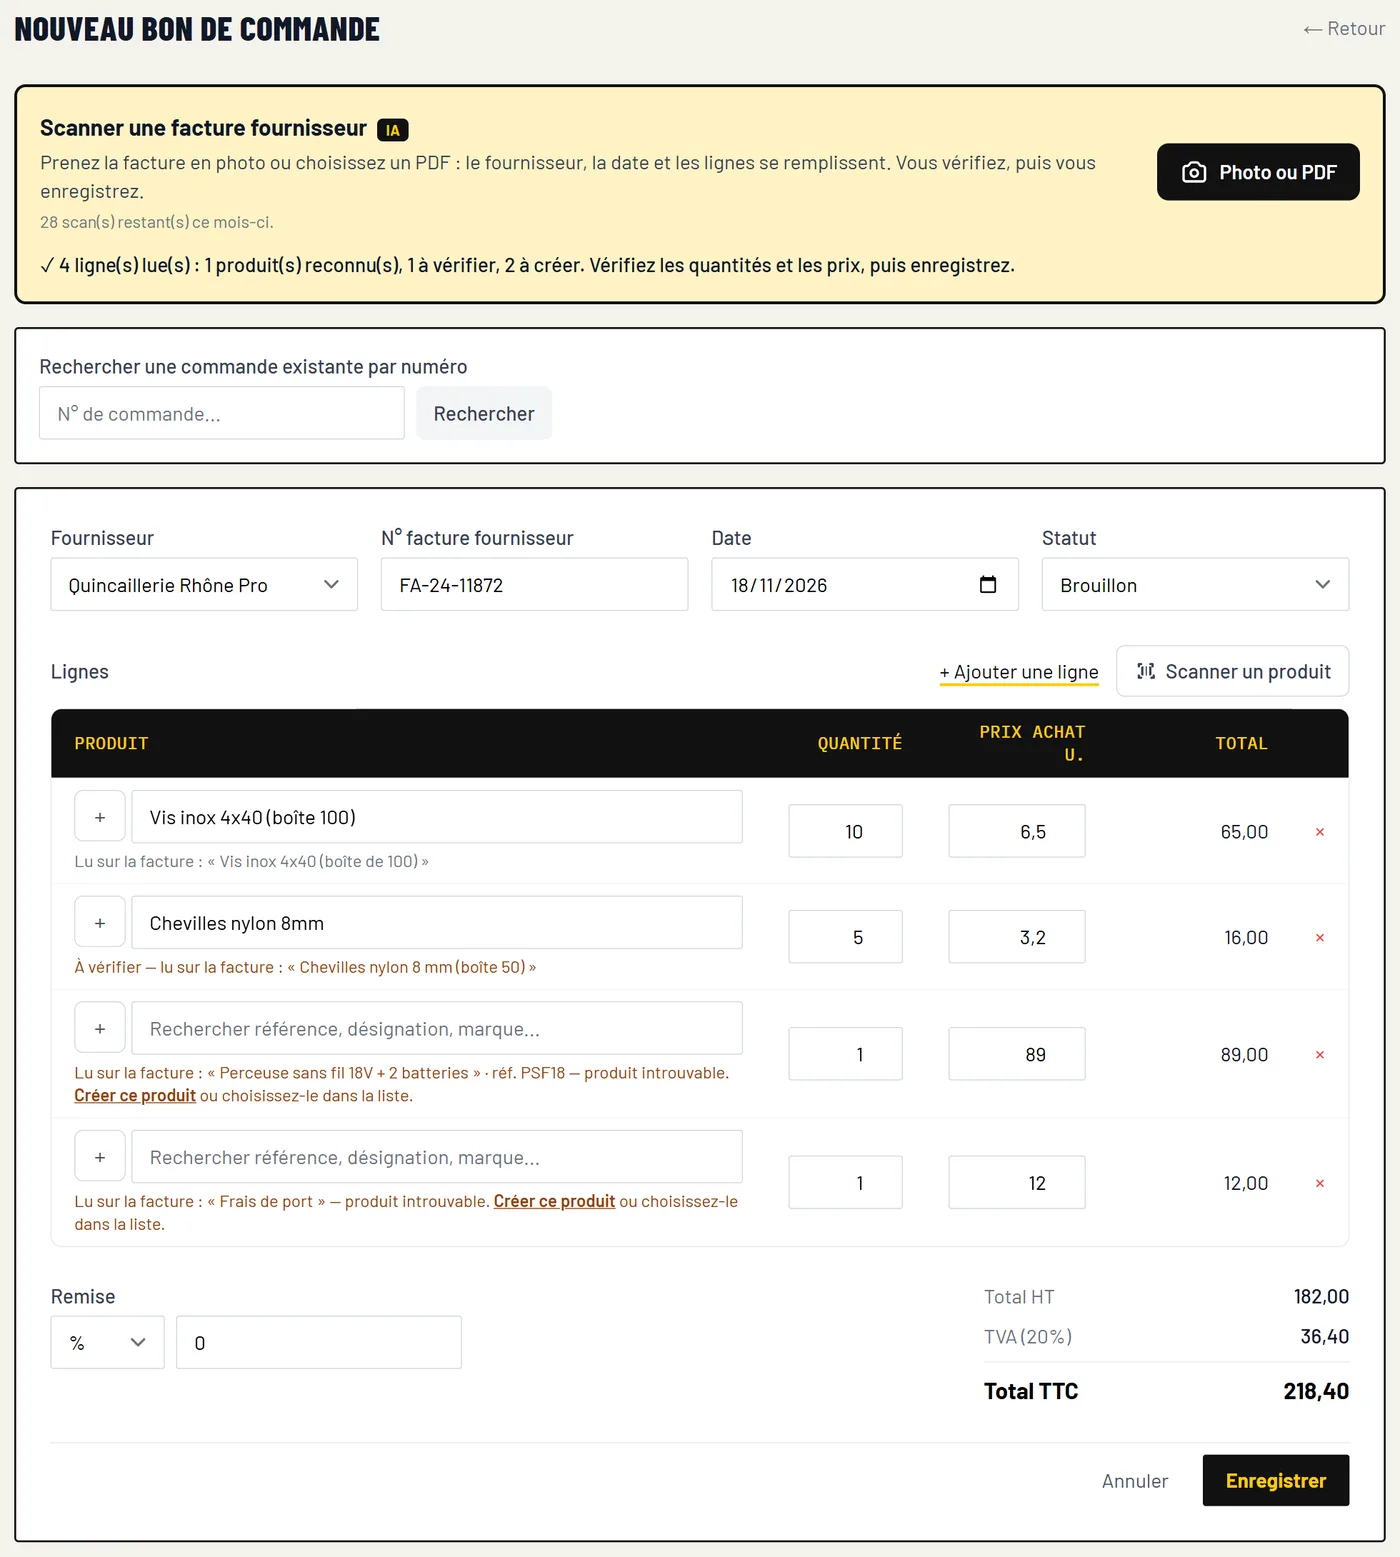 NOUVEAU BON DE COMMANDE
← Retour
Scanner une facture fournisseur IA
Prenez la facture en photo ou choisissez un PDF : le fournisseur, la date et les lignes se remplissent. Vous vérifiez, puis vous
enregistrez.
28 scan(s) restant(s) ce mois-ci.
✓ 4 ligne(s) lue(s) : 1 produit(s) reconnu(s), 1 à vérifier, 2 à créer. Vérifiez les quantités et les prix, puis enregistrez.
Photo ou PDF
Rechercher une commande existante par numéro
N° de commande...
Rechercher
Fournisseur
N° facture fournisseur
Date
Statut
Quincaillerie Rhône Pro
FA-24-11872
18/11/2026
Brouillon
Lignes
+ Ajouter une ligne
Scanner un produit
PRODUIT
QUANTITÉ
PRIX ACHAT
U.
TOTAL
+ Vis inox 4x40 (boîte 100) 10 6,5 65,00 ×
Lu sur la facture : « Vis inox 4x40 (boîte de 100) »
+ Chevilles nylon 8mm 5 3,2 16,00 ×
À vérifier — lu sur la facture : « Chevilles nylon 8 mm (boîte 50) »
+ Rechercher référence, désignation, marque... 1 89 89,00 ×
Lu sur la facture : « Perceuse sans fil 18V + 2 batteries » · réf. PSF18 — produit introuvable.
Créer ce produit ou choisissez-le dans la liste.
+ Rechercher référence, désignation, marque... 1 12 12,00 ×
Lu sur la facture : « Frais de port » — produit introuvable. Créer ce produit ou choisissez-le
dans la liste.
Remise
% 0
Total HT 182,00
TVA (20%) 36,40
Total TTC 218,40
Annuler
Enregistrer